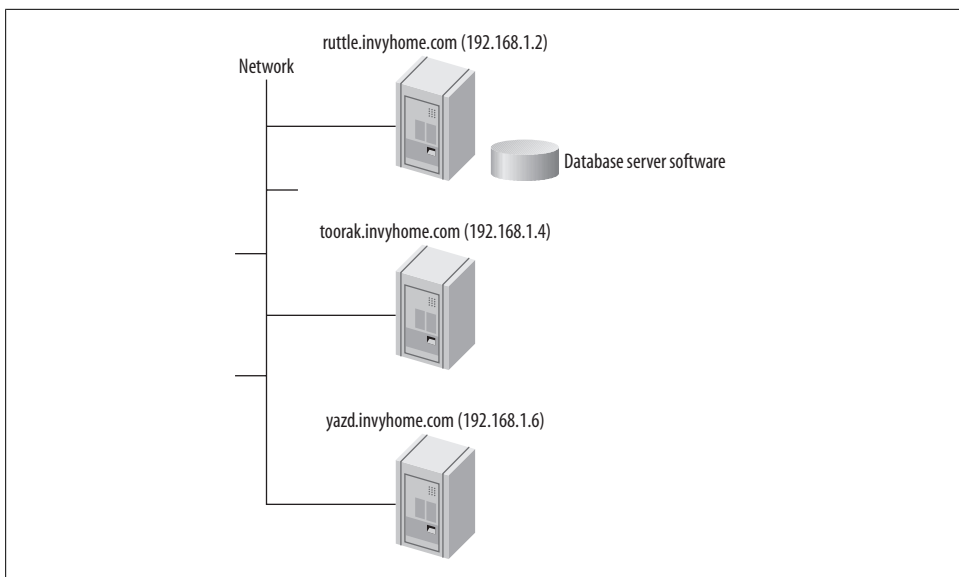 ruttle.invyhome.com (192.168.1.2)
Network
Database server software
toorak.invyhome.com (192.168.1.4)
yazd.invyhome.com (192.168.1.6)